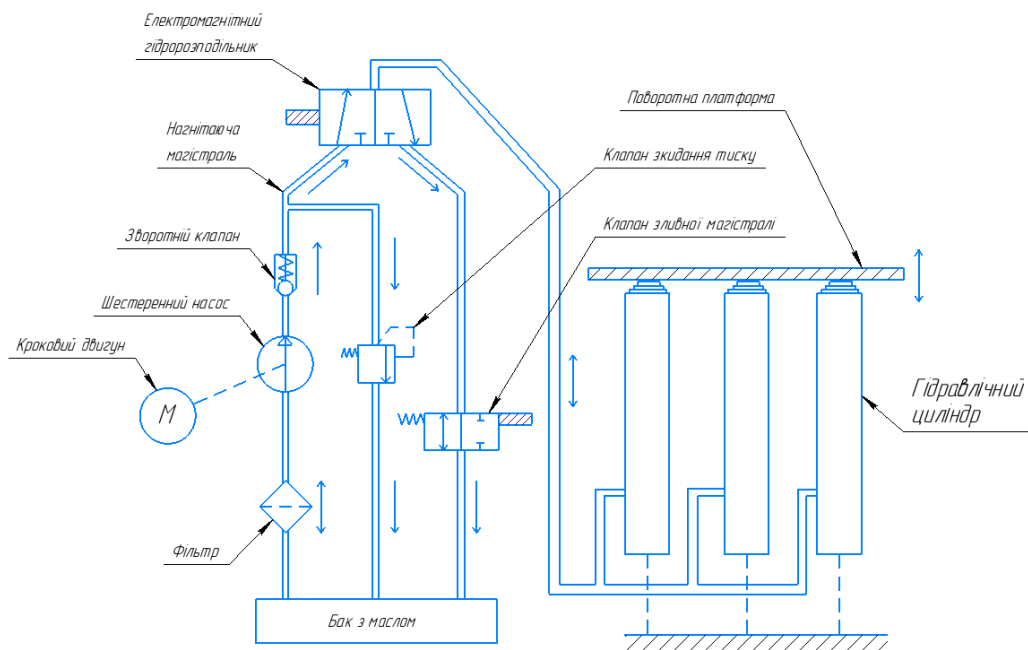 Електромагнітний
гідророзподільник
Нагнітаюча
магістраль
Зворотній клапан
Шестеренний насос
Кроковий двигун
М
Фільтр
Бак з маслом
Поворотна платформа
Клапан зкидання тиску
Клапан зливної магістралі
Гідравлічний
циліндр